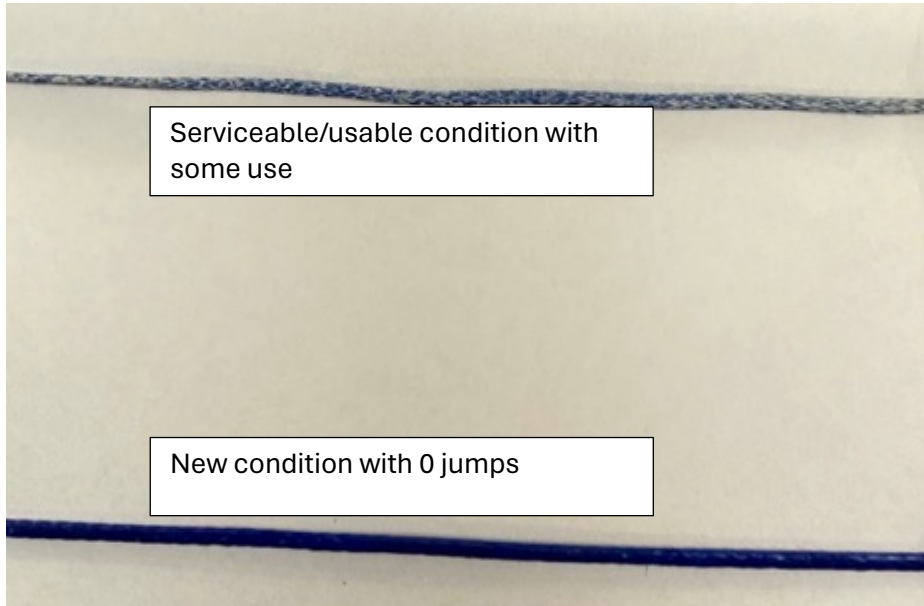 Serviceable/usable condition with
some use
New condition with 0 jumps